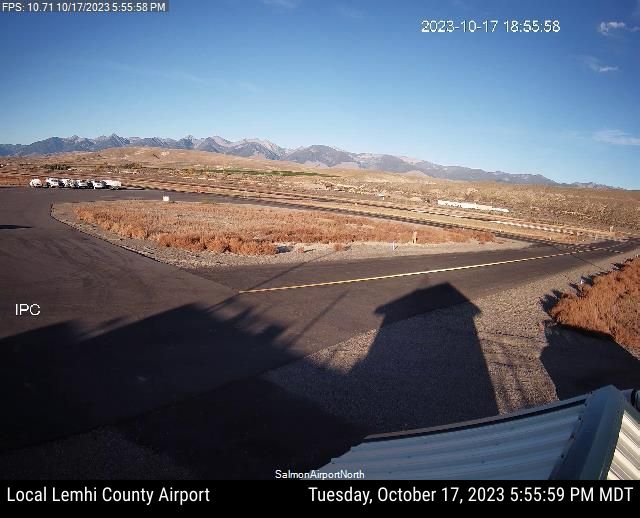 FPS: 10.71 10/17/2023 5:55:58 PM
2023-10-17 18:55:58
IPC
SalmonAirportNorth
Local Lemhi County Airport
Tuesday, October 17, 2023 5:55:59 PM MDT